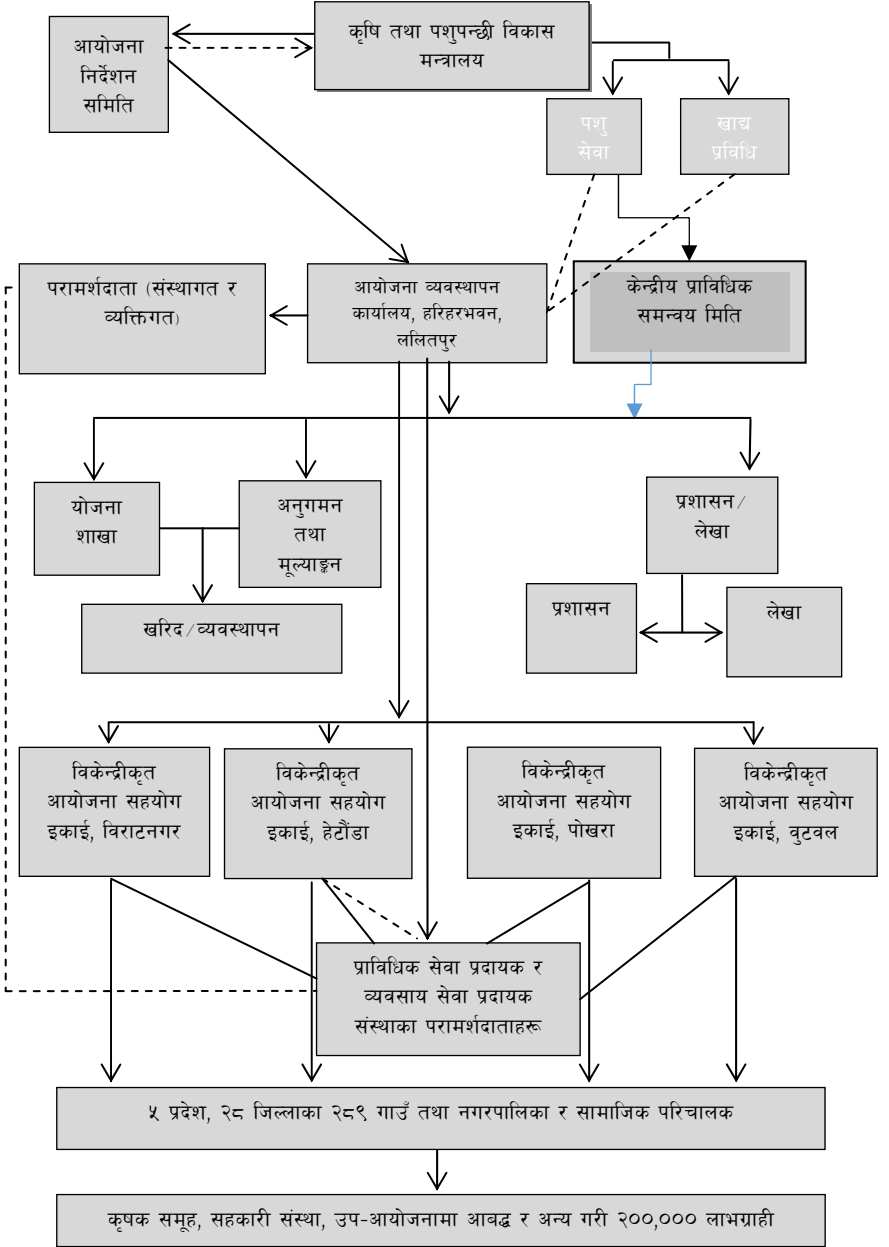 कृषि तथा पशुपन्छी विकास
मन्त्रालय
आयोजना
निर्देशन
समिति
पशु
सेवा
खाद्य
प्रविधि
परामर्शदाता (संस्थागत र
व्यक्तिगत)
आयोजना व्यवस्थापन
कार्यालय, हरिहरभवन,
ललितपुर
केन्द्रीय प्राविधिक
समन्वय मिति
योजना
शाखा
अनुगमन
तथा
मूल्याङ्कन
प्रशासन/
लेखा
खरिद/व्यवस्थापन
प्रशासन
लेखा
विकेन्द्रीकृत
आयोजना सहयोग
इकाई, विराटनगर
विकेन्द्रीकृत
आयोजना सहयोग
इकाई, हेटौंडा
विकेन्द्रीकृत
आयोजना सहयोग
इकाई, पोखरा
विकेन्द्रीकृत
आयोजना सहयोग
इकाई, वुटवल
प्राविधिक सेवा प्रदायक र
व्यवसाय सेवा प्रदायक
संस्थाका परामर्शदाताहरू
५ प्रदेश, २८ जिल्लाका २८९ गाउँ तथा नगरपालिका र सामाजिक परिचालक
कृषक समूह, सहकारी संस्था, उप-आयोजनामा आबद्ध र अन्य गरी २००,००० लाभग्राही